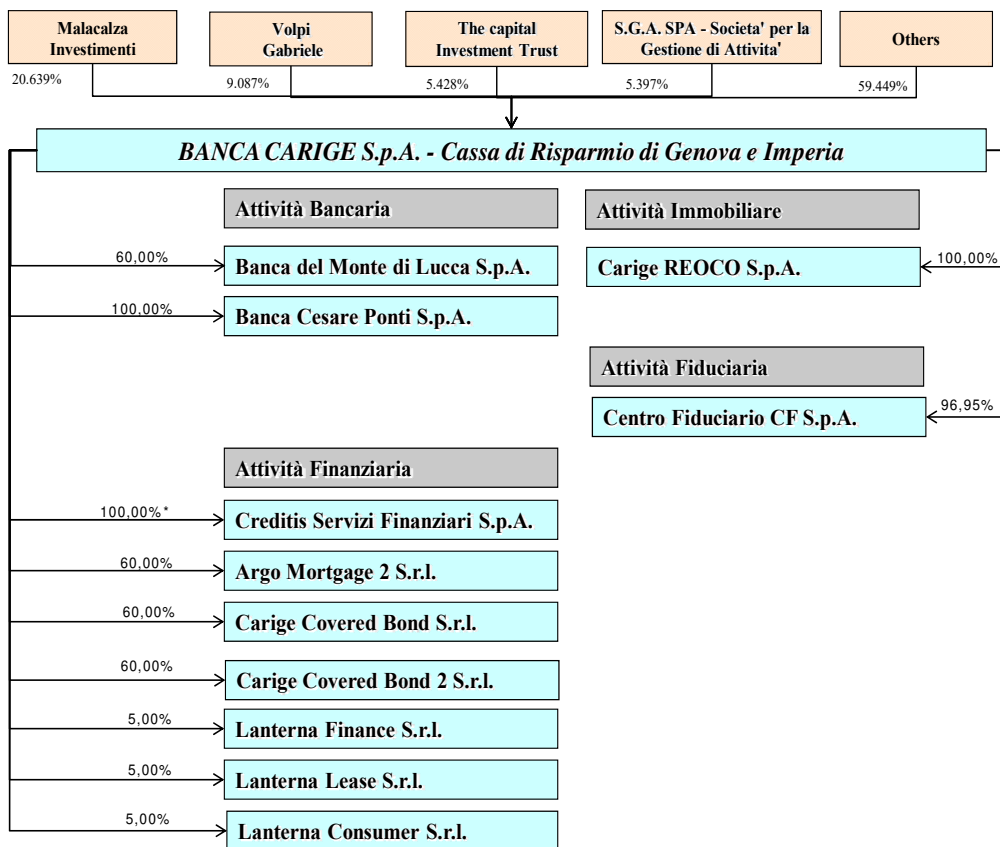 Malacalza
Investimenti
Volpi
Gabriele
The capital
Investment Trust
S.G.A. SPA - Societa' per la
Gestione di Attivita'
Others
20.639%
9.087%
5.428%
5.397%
59.449%
BANCA CARIGE S.p.A. - Cassa di Risparmio di Genova e Imperia
Attività Bancaria
60,00%
Banca del Monte di Lucca S.p.A.
100,00%
Banca Cesare Ponti S.p.A.
Attività Immobiliare
Carige REOCO S.p.A.
100,00%
Attività Fiduciaria
Centro Fiduciario CF S.p.A.
96,95%
Attività Finanziaria
100,00%*
Creditis Servizi Finanziari S.p.A.
60,00%
Argo Mortgage 2 S.r.l.
60,00%
Carige Covered Bond S.r.l.
60,00%
Carige Covered Bond 2 S.r.l.
5,00%
Lanterna Finance S.r.l.
5,00%
Lanterna Lease S.r.l.
5,00%
Lanterna Consumer S.r.l.